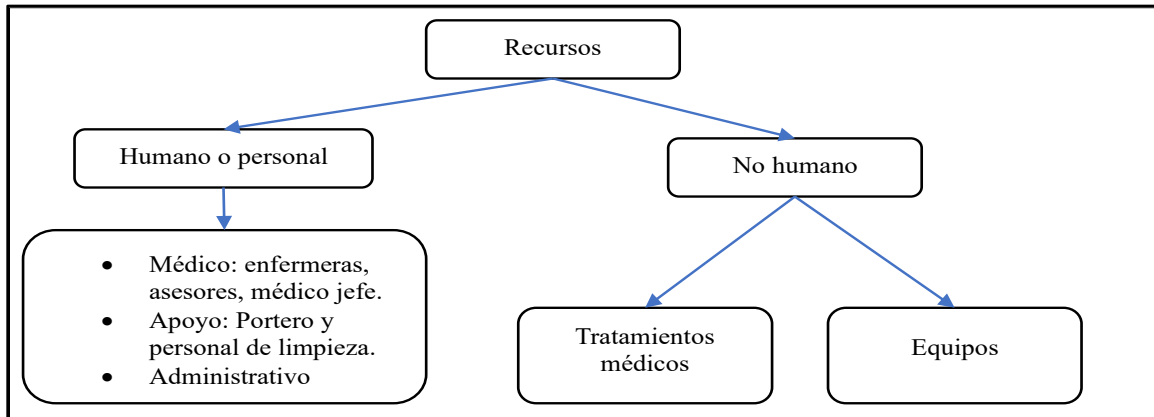 Recursos
Humano o personal
No humano
• Médico: enfermeras,
asesores, médico jefe.
• Apoyo: Portero y
personal de limpieza.
• Administrativo
Tratamientos
médicos
Equipos